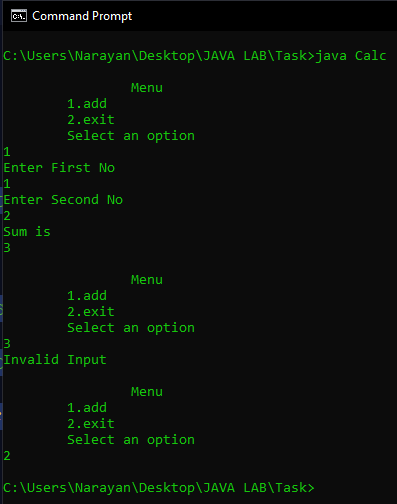 Command Prompt
C:\Users\Narayan\Desktop\JAVA LAB\Task>java Calc
Menu
1.add
2.exit
Select an option
1
Enter First No
1
Enter Second No
2
Sum is
3
Menu
1.add
2.exit
Select an option
3
Invalid Input
Menu
1.add
2.exit
Select an option
2
C:\Users\Narayan\Desktop\JAVA LAB\Task>